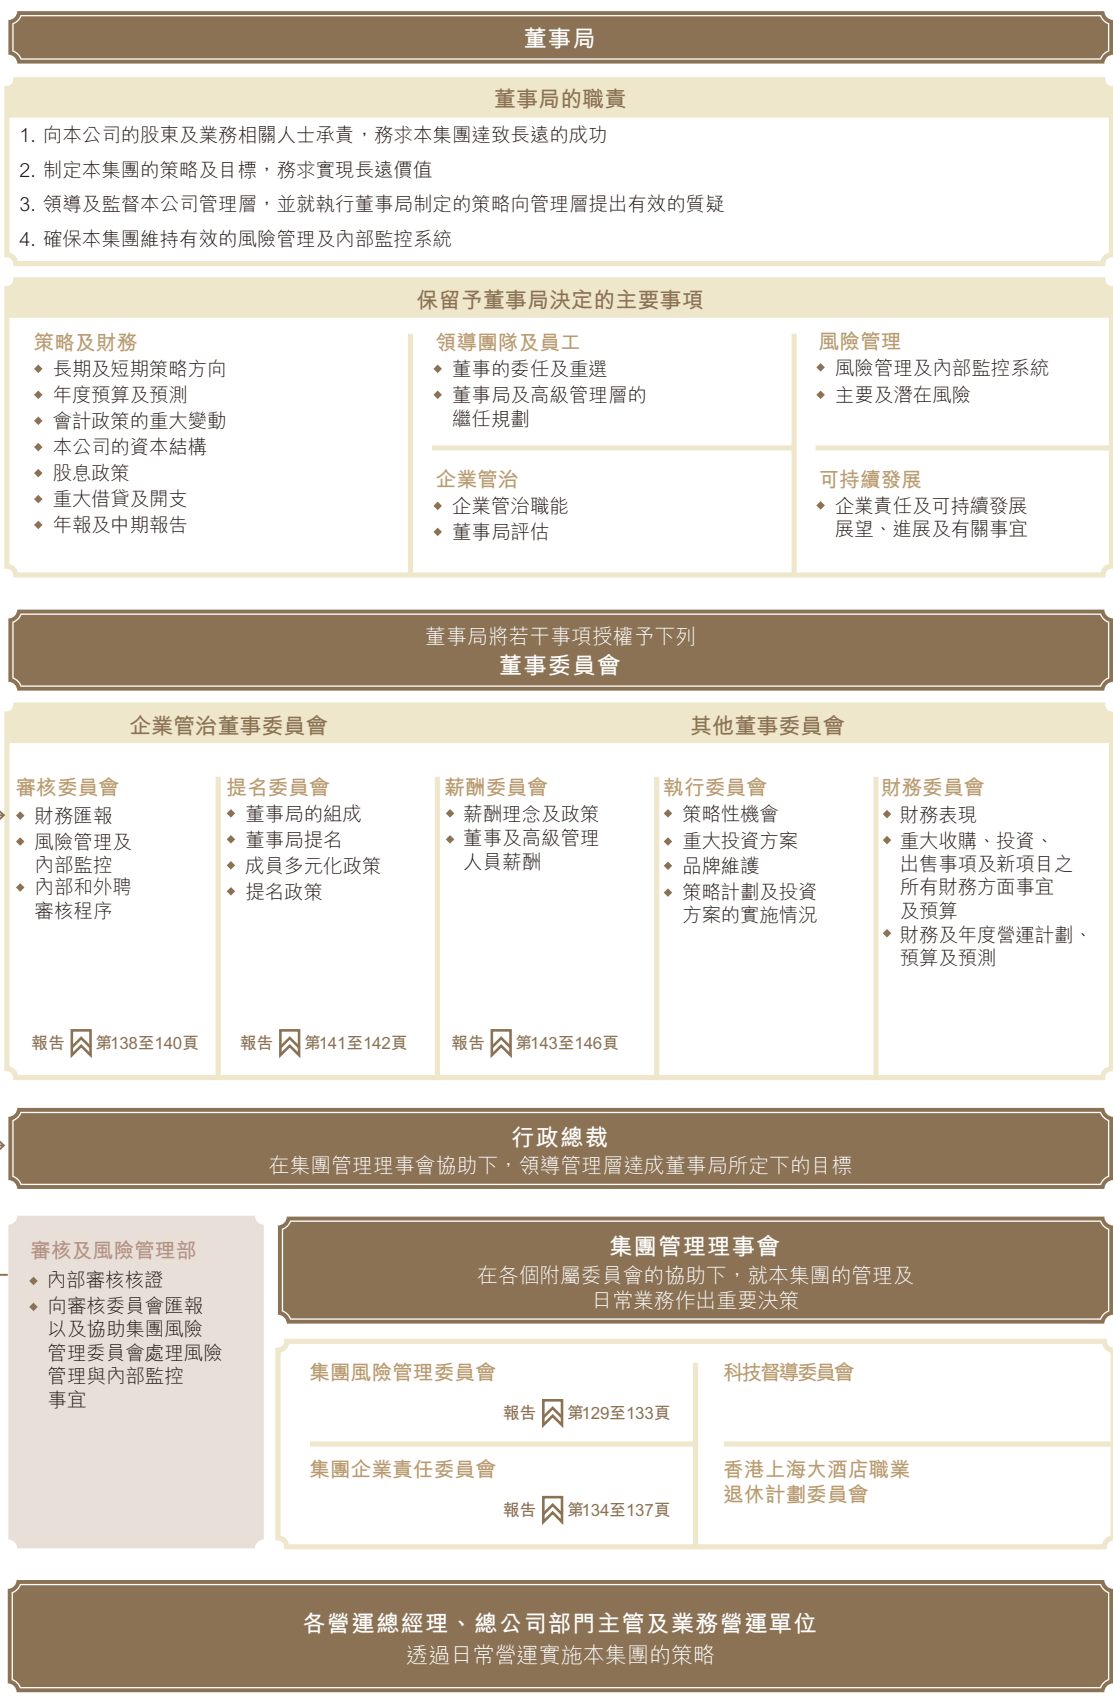 董事局
董事局的職責
1. 向本公司的股東及業務相關人士承責，務求本集團達致長遠的成功
2. 制定本集團的策略及目標，務求實現長遠價值
3. 領導及監督本公司管理層，並就執行董事局制定的策略向管理層提出有效的質疑
4. 確保本集團維持有效的風險管理及內部監控系統
保留予董事局決定的主要事項
策略及財務
◆ 長期及短期策略方向
◆ 年度預算及預測
◆ 會計政策的重大變動
◆ 本公司的資本結構
◆ 股息政策
◆ 重大借貸及開支
◆ 年報及中期報告
領導團隊及員工
◆ 董事的委任及重選
◆ 董事局及高級管理層的
繼任規劃
企業管治
◆ 企業管治職能
◆ 董事局評估
風險管理
◆ 風險管理及內部監控系統
◆ 主要及潛在風險
可持續發展
◆ 企業責任及可持續發展
展望、進展及有關事宜
董事局將若干事項授權予下列
董事委員會
企業管治董事委員會
其他董事委員會
審核委員會
◆ 財務匯報
◆ 風險管理及
內部監控
◆ 內部和外聘
審核程序
報告 第138至140頁
提名委員會
◆ 董事局的組成
◆ 董事局提名
◆ 成員多元化政策
◆ 提名政策
報告 第141至142頁
薪酬委員會
◆ 薪酬理念及政策
◆ 董事及高級管理
人員薪酬
報告 第143至146頁
執行委員會
◆ 策略性機會
◆ 重大投資方案
◆ 品牌維護
◆ 策略計劃及投資
方案的實施情況
財務委員會
◆ 財務表現
◆ 重大收購、投資、
出售事項及新項目之
所有財務方面事宜
及預算
◆ 財務及年度營運計劃、
預算及預測
行政總裁
在集團管理理事會協助下，領導管理層達成董事局所定下的目標
審核及風險管理部
◆ 內部審核核證
◆ 向審核委員會匯報
以及協助集團風險
管理委員會處理風險
管理與內部監控
事宜
集團管理理事會
在各個附屬委員會的協助下，就本集團的管理及
日常業務作出重要決策
集團風險管理委員會
報告 第129至133頁
科技督導委員會
集團企業責任委員會
報告 第134至137頁
香港上海大酒店職業
退休計劃委員會
各營運總經理、總公司部門主管及業務營運單位
透過日常營運實施本集團的策略